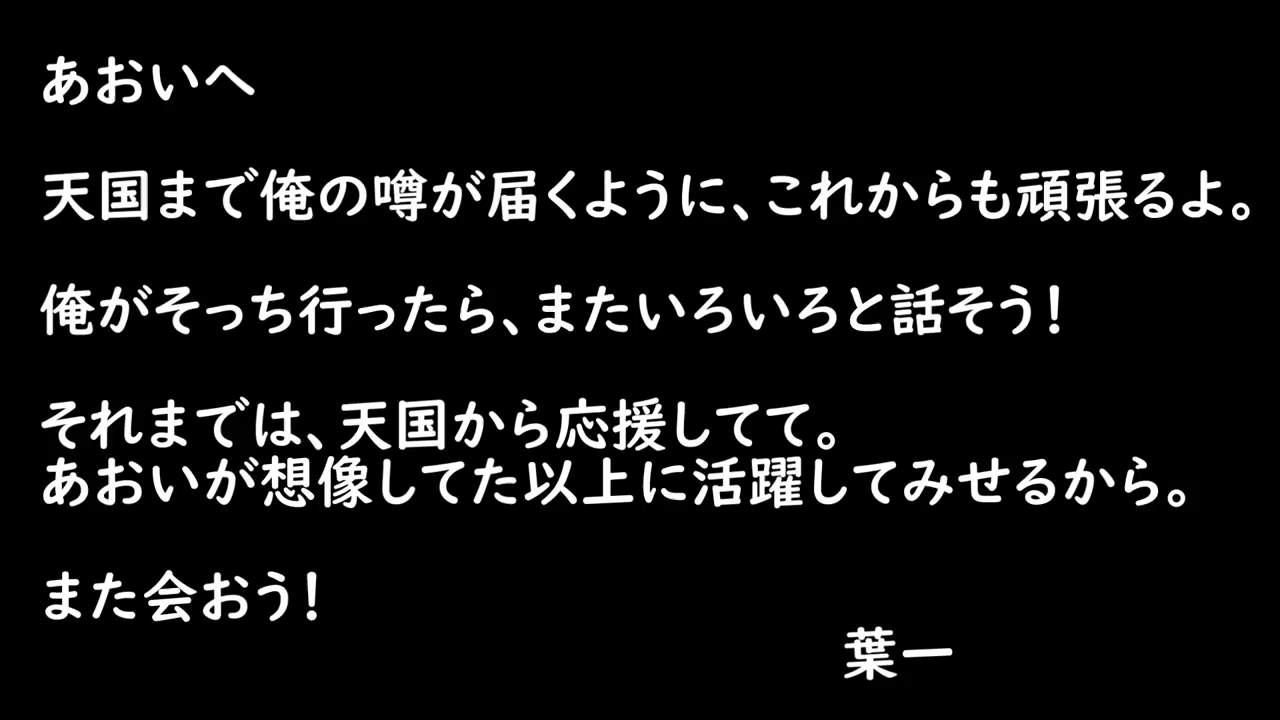 あおいへ
天国まで俺の噂が届くように、これからも頑張るよ。
俺がそっち行ったら、またいろいろと話そう！
それまでは、天国から応援してて。
あおいが想像してた以上に活躍してみせるから。
また会おう！
葉一